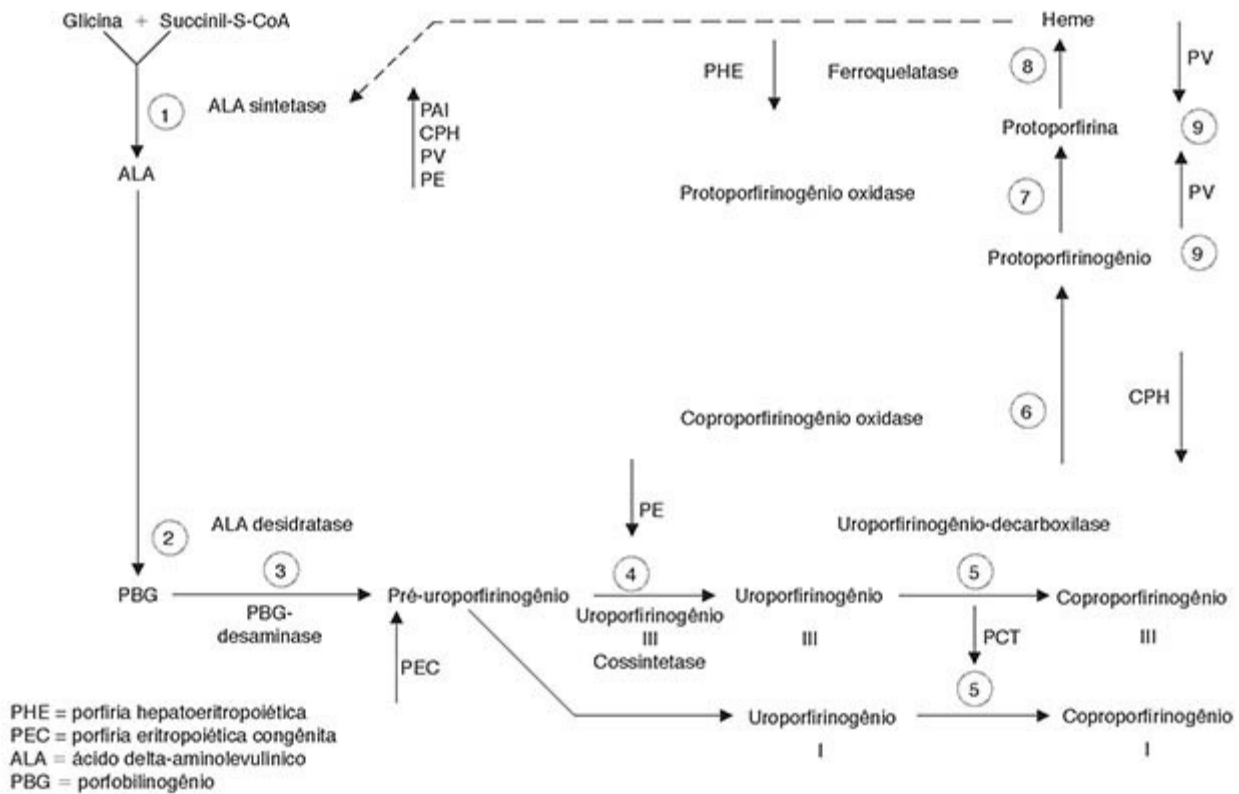 Glicina + Succinil-S-CoA
Heme
PHE
Ferroquelatase
8
PV
1
ALA sintetase
PAI
CPH
PV
PE
Protoporfirina
9
ALA
Protoporfirinogênio oxidase
7
PV
Protoporfirinogênio
9
Coproporfirinogênio oxidase
6
CPH
PE
2
ALA desidratase
Uroporfirinogênio-decarboxilase
3
4
5
PBG
Pré-uroporfirinogênio
Uroporfirinogênio
Coproporfirinogênio
PBG-
desaminase
Uroporfirinogênio
III
Cossintetase
III
PCT
III
PEC
5
Uroporfirinogênio
Coproporfirinogênio
I
I
PHE = porfiria hepatoeritropoiética
PEC = porfiria eritropoiética congênita
ALA = ácido delta-aminolevulínico
PBG = porfobilinogênio